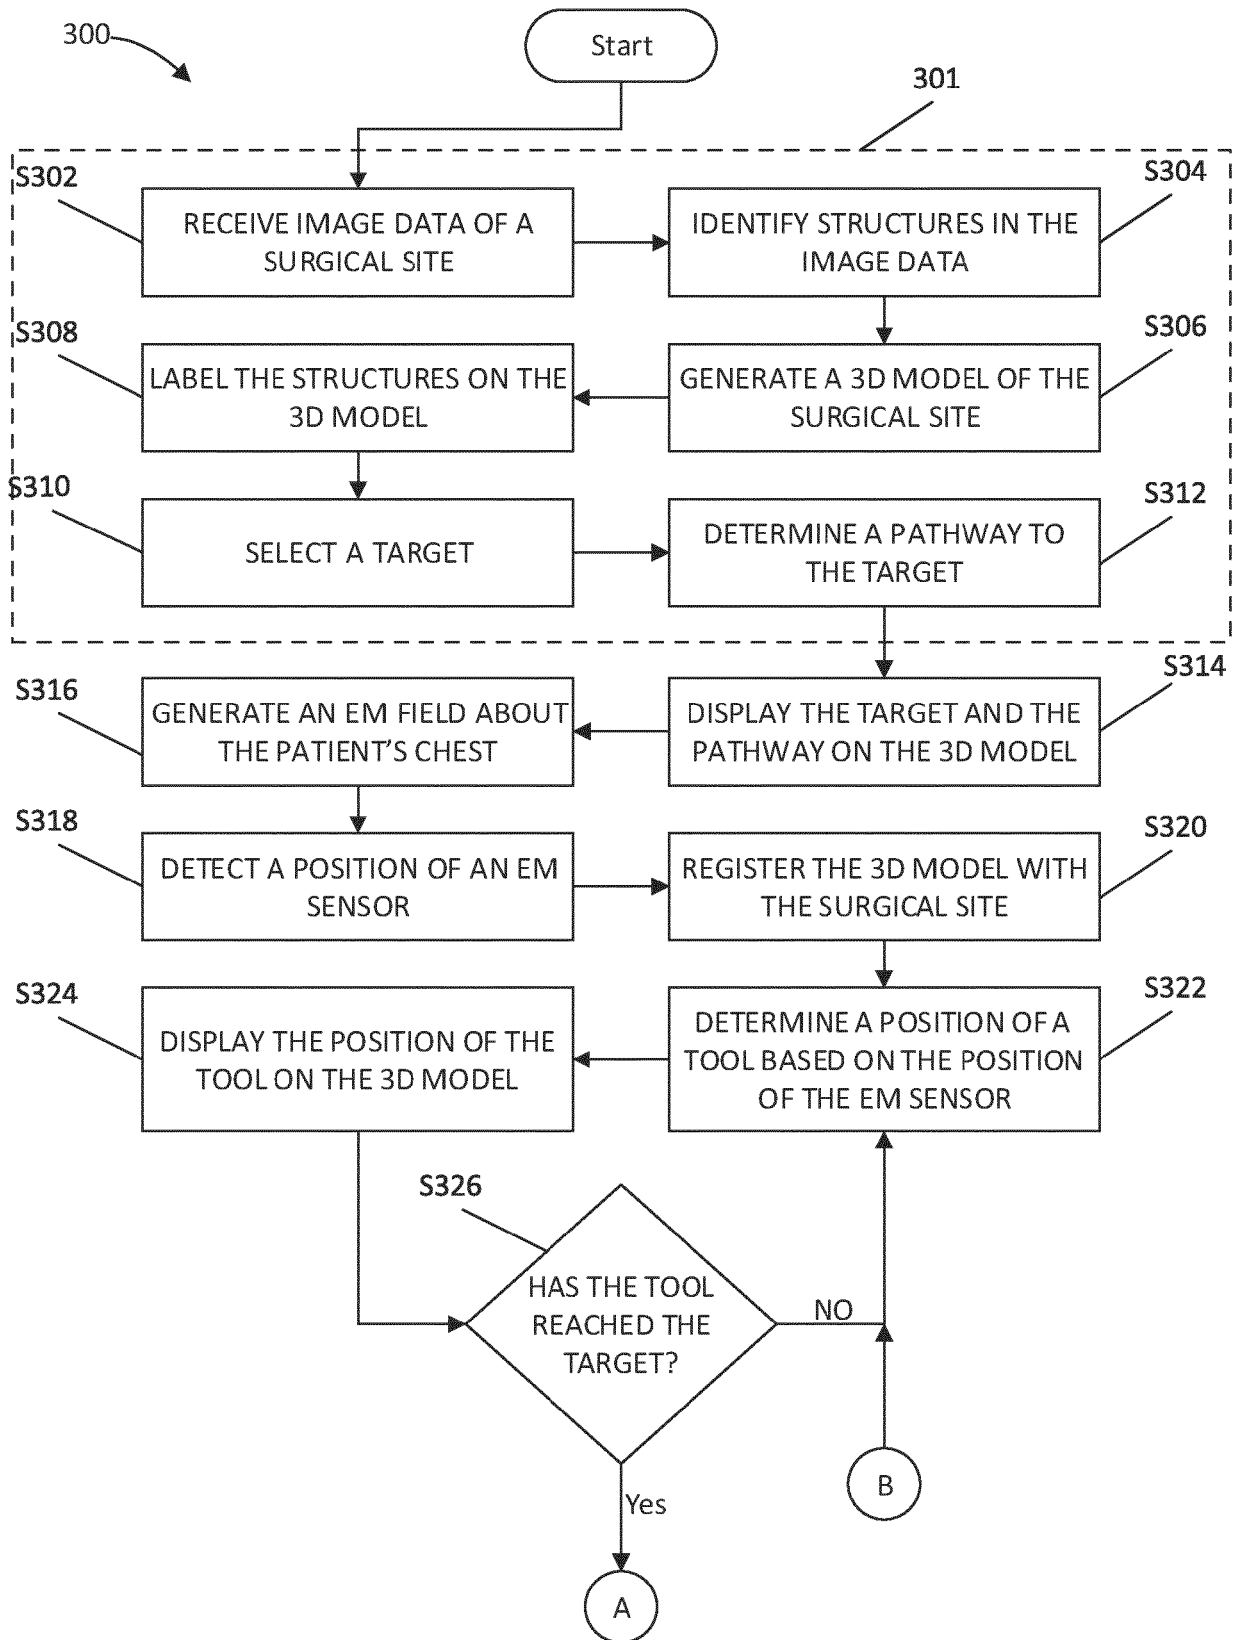 300
Start
301
S302
RECEIVE IMAGE DATA OF A
SURGICAL SITE
S304
IDENTIFY STRUCTURES IN THE
IMAGE DATA
S308
LABEL THE STRUCTURES ON THE
3D MODEL
S306
GENERATE A 3D MODEL OF THE
SURGICAL SITE
S310
SELECT A TARGET
S312
DETERMINE A PATHWAY TO
THE TARGET
S316
GENERATE AN EM FIELD ABOUT
THE PATIENT'S CHEST
S314
DISPLAY THE TARGET AND THE
PATHWAY ON THE 3D MODEL
S318
DETECT A POSITION OF AN EM
SENSOR
S320
REGISTER THE 3D MODEL WITH
THE SURGICAL SITE
S324
DISPLAY THE POSITION OF THE
TOOL ON THE 3D MODEL
S322
DETERMINE A POSITION OF A
TOOL BASED ON THE POSITION
OF THE EM SENSOR
S326
HAS THE TOOL
REACHED THE
TARGET?
NO
B
Yes
A